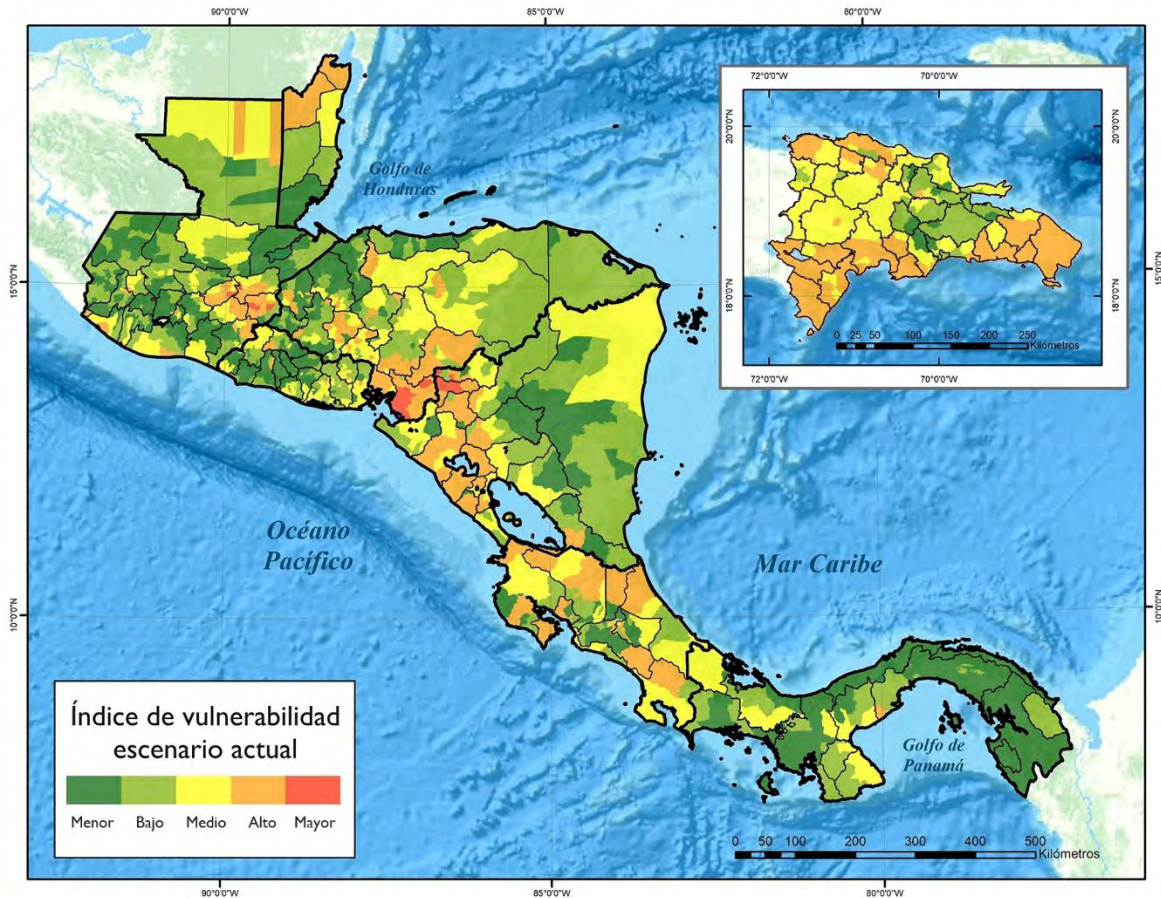 90°0'0"W
85°0'0"W
80°0'0"W
72°0'0"W
70°0'0"W
20°0'0"N
20°0'0"N
Golfo de
Honduras
18°0'0"N
18°0'0"N
15°0'0"N
15°0'0"N
0 25 50 100 150 200 250
Kilómetros
72°0'0"W
70°0'0"W
Océano
Pacífico
Mar Caribe
10°0'0"N
10°0'0"N
Índice de vulnerabilidad
escenario actual
Menor Bajo Medio Alto Mayor
Golfo de
Panamá
0 50 100 200 300 400 500
Kilómetros
90°0'0"W
85°0'0"W
80°0'0"W